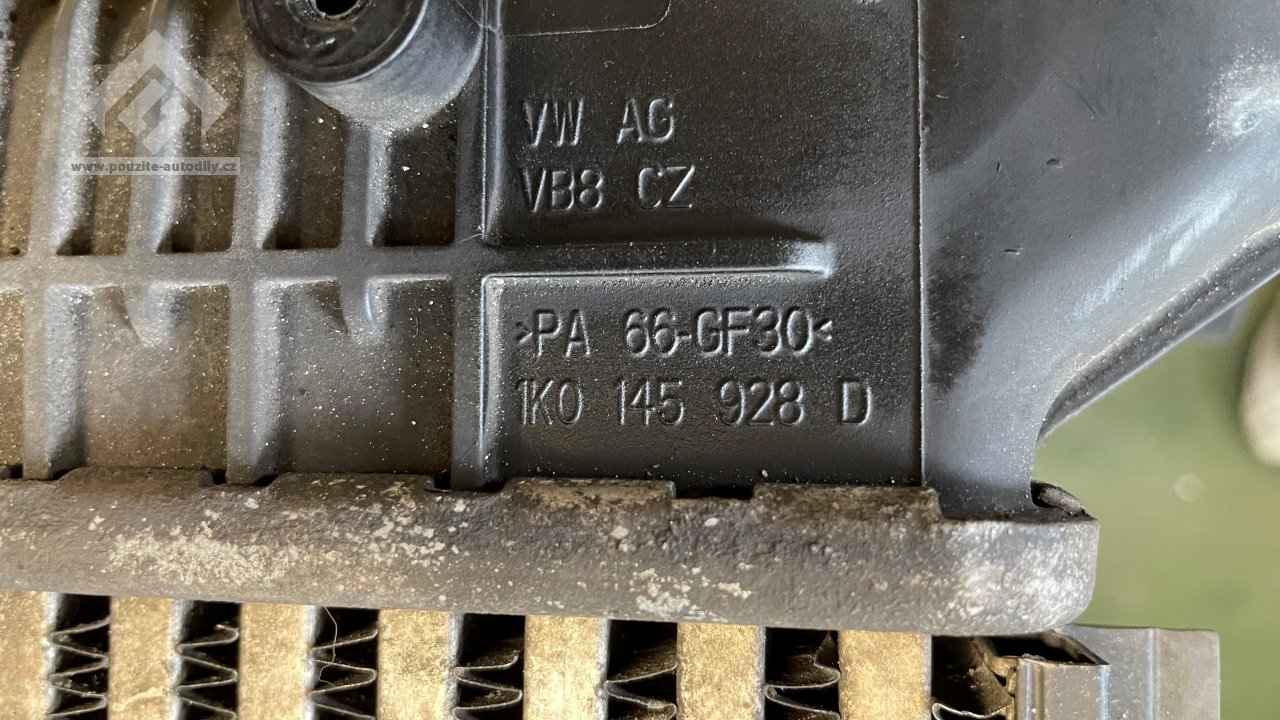 VW AG
VB8 CZ
>PA 66-GF30<
1K0 145 928 D
www.pouzite-autodily.cz